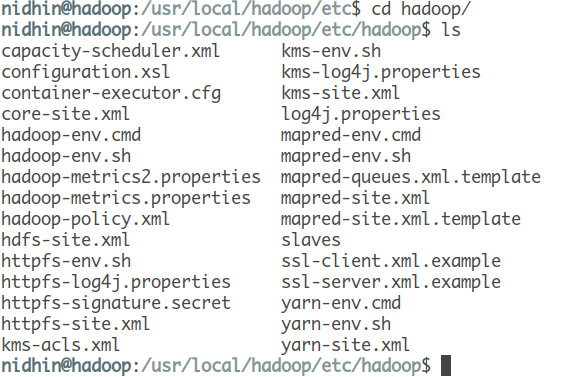 nidhin@hadoop:/usr/local/hadoop/etc$ cd hadoop/
nidhin@hadoop:/usr/local/hadoop/etc/hadoop$ ls
capacity-scheduler.xml kms-env.sh
configuration.xsl kms-log4j.properties
container-executor.cfg kms-site.xml
core-site.xml log4j.properties
hadoop-env.cmd mapred-env.cmd
hadoop-env.sh mapred-env.sh
hadoop-metrics2.properties mapred-queues.xml.template
hadoop-metrics.properties mapred-site.xml
hadoop-policy.xml mapred-site.xml.template
hdfs-site.xml slaves
httpfs-env.sh ssl-client.xml.example
httpfs-log4j.properties ssl-server.xml.example
httpfs-signature.secret yarn-env.cmd
httpfs-site.xml yarn-env.sh
kms-acls.xml yarn-site.xml
nidhin@hadoop:/usr/local/hadoop/etc/hadoop$